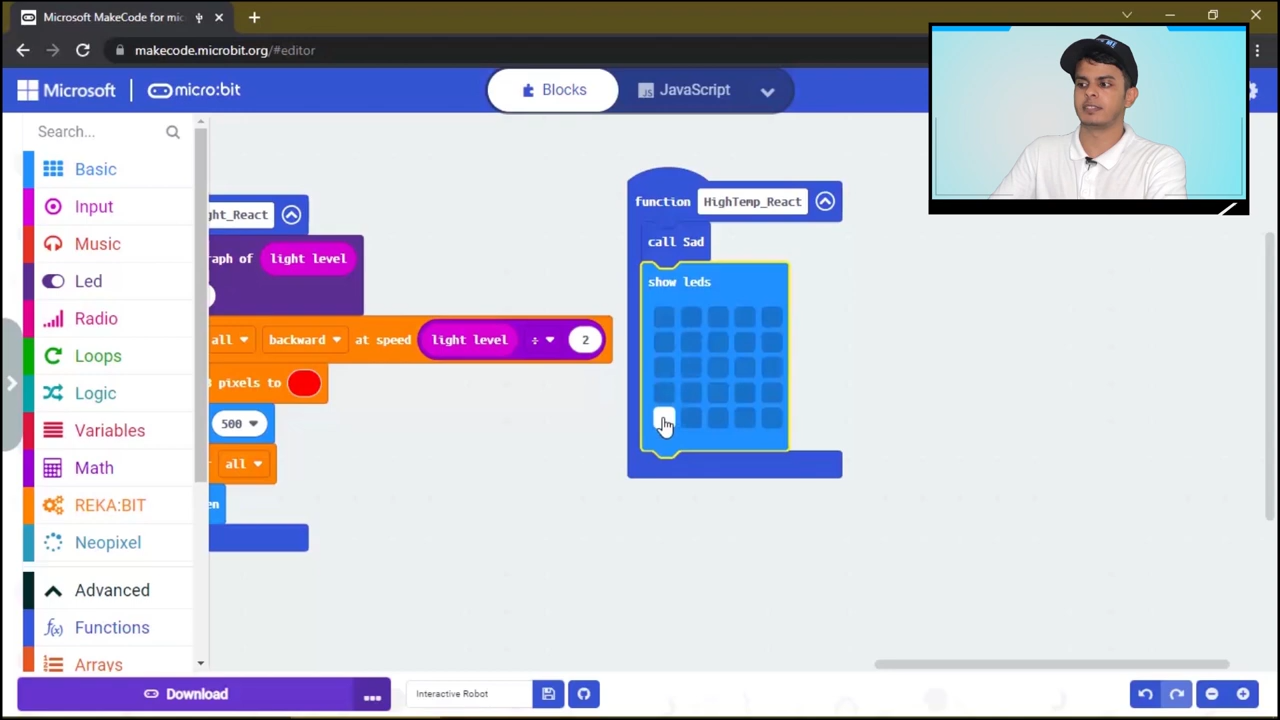 Microsoft MakeCode for mic
makecode.microbit.org/#editor
Microsoft
micro:bit
Blocks
JS JavaScript
Search...
Basic
Input
Music
Led
Radio
Loops
Logic
Variables
Math
REKA:BIT
Neopixel
Advanced
f(x) Functions
Arrays
ght_React
raph of light level
all backward at speed light level ÷ 2
pixels to
500
all
en
function HighTemp_React
call Sad
show leds
Download
Interactive Robot